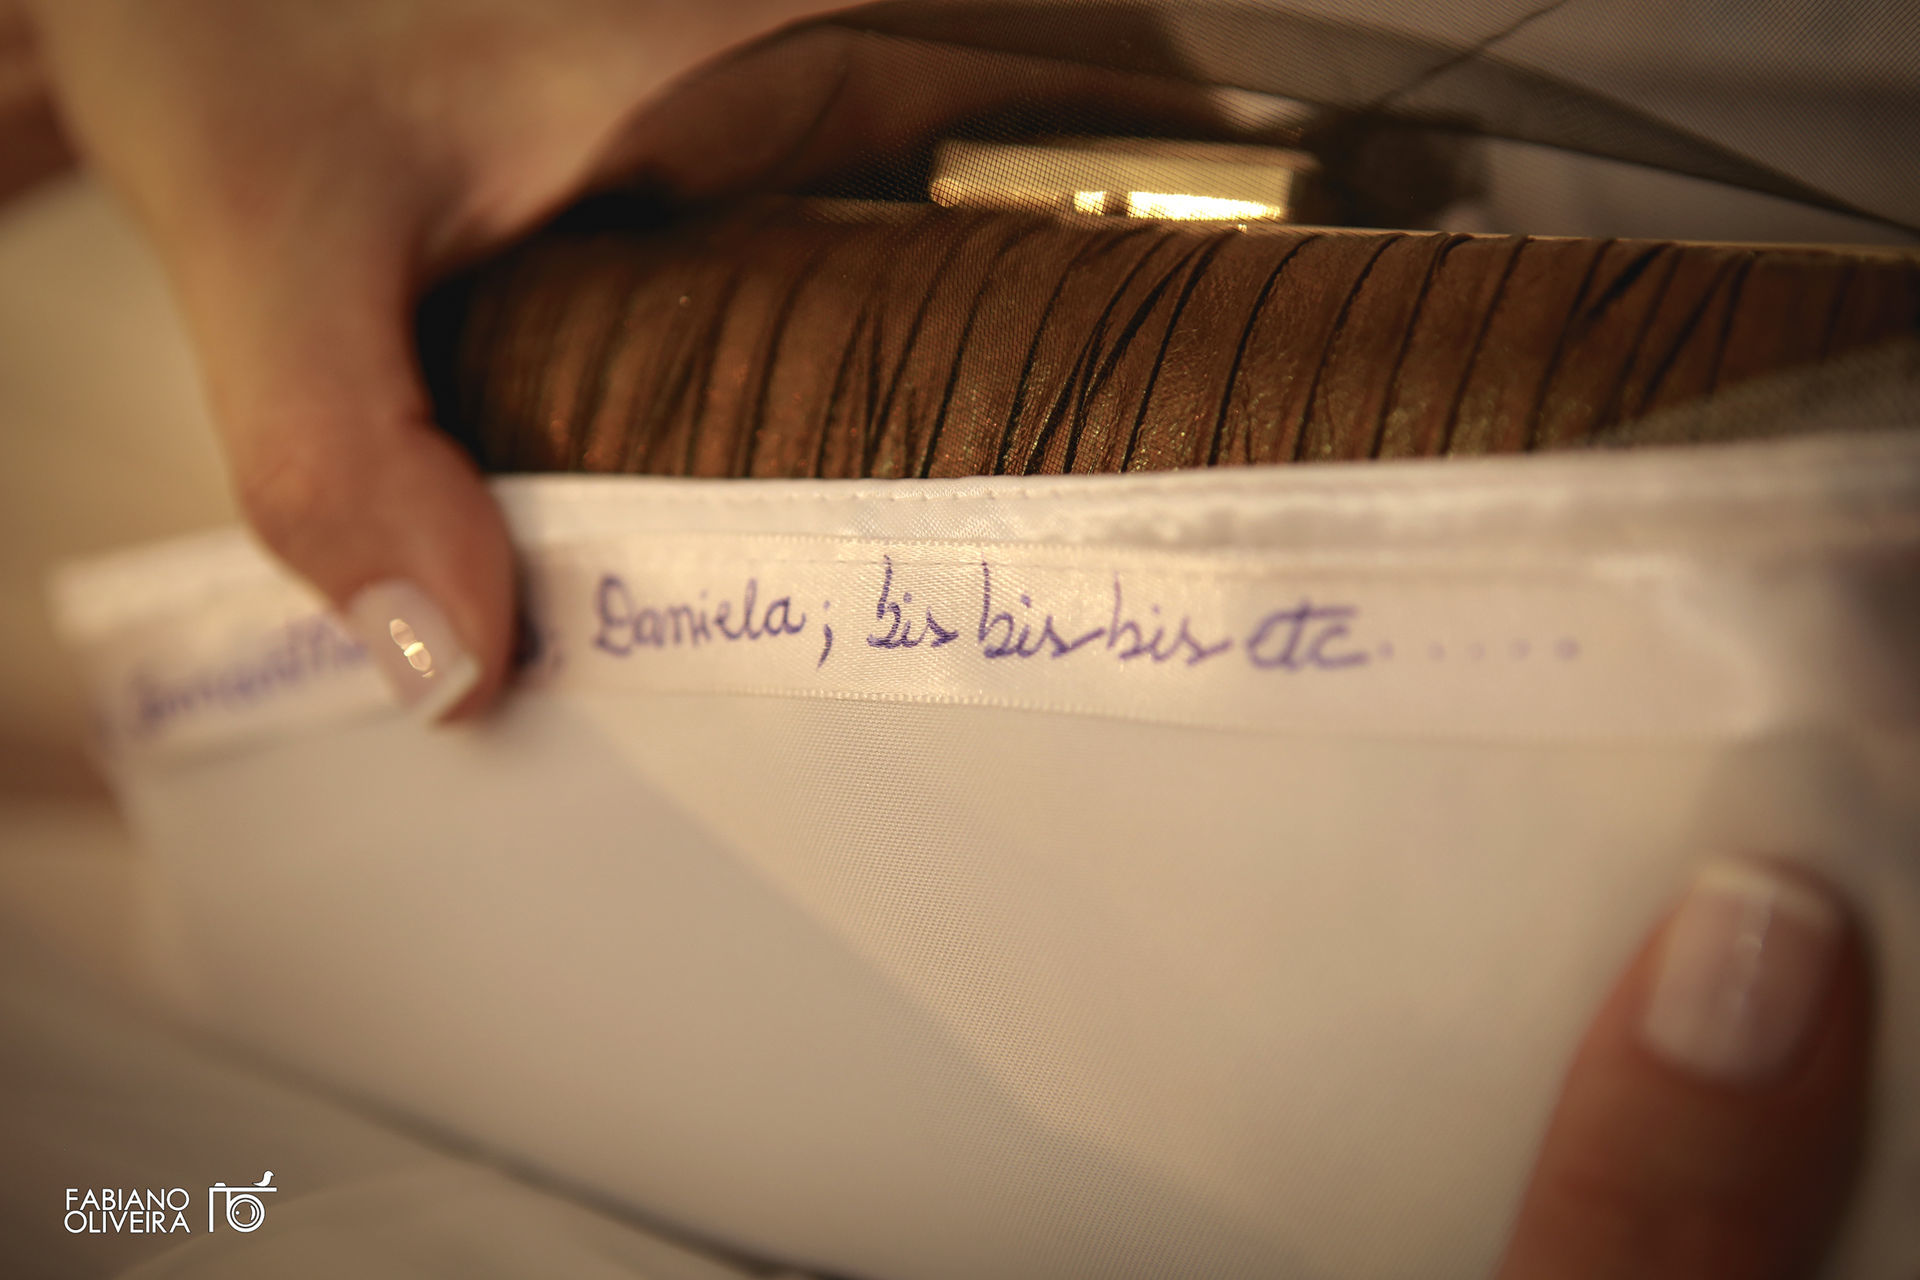 Daniela; bis bis bis etc......
FABIANO
OLIVEIRA